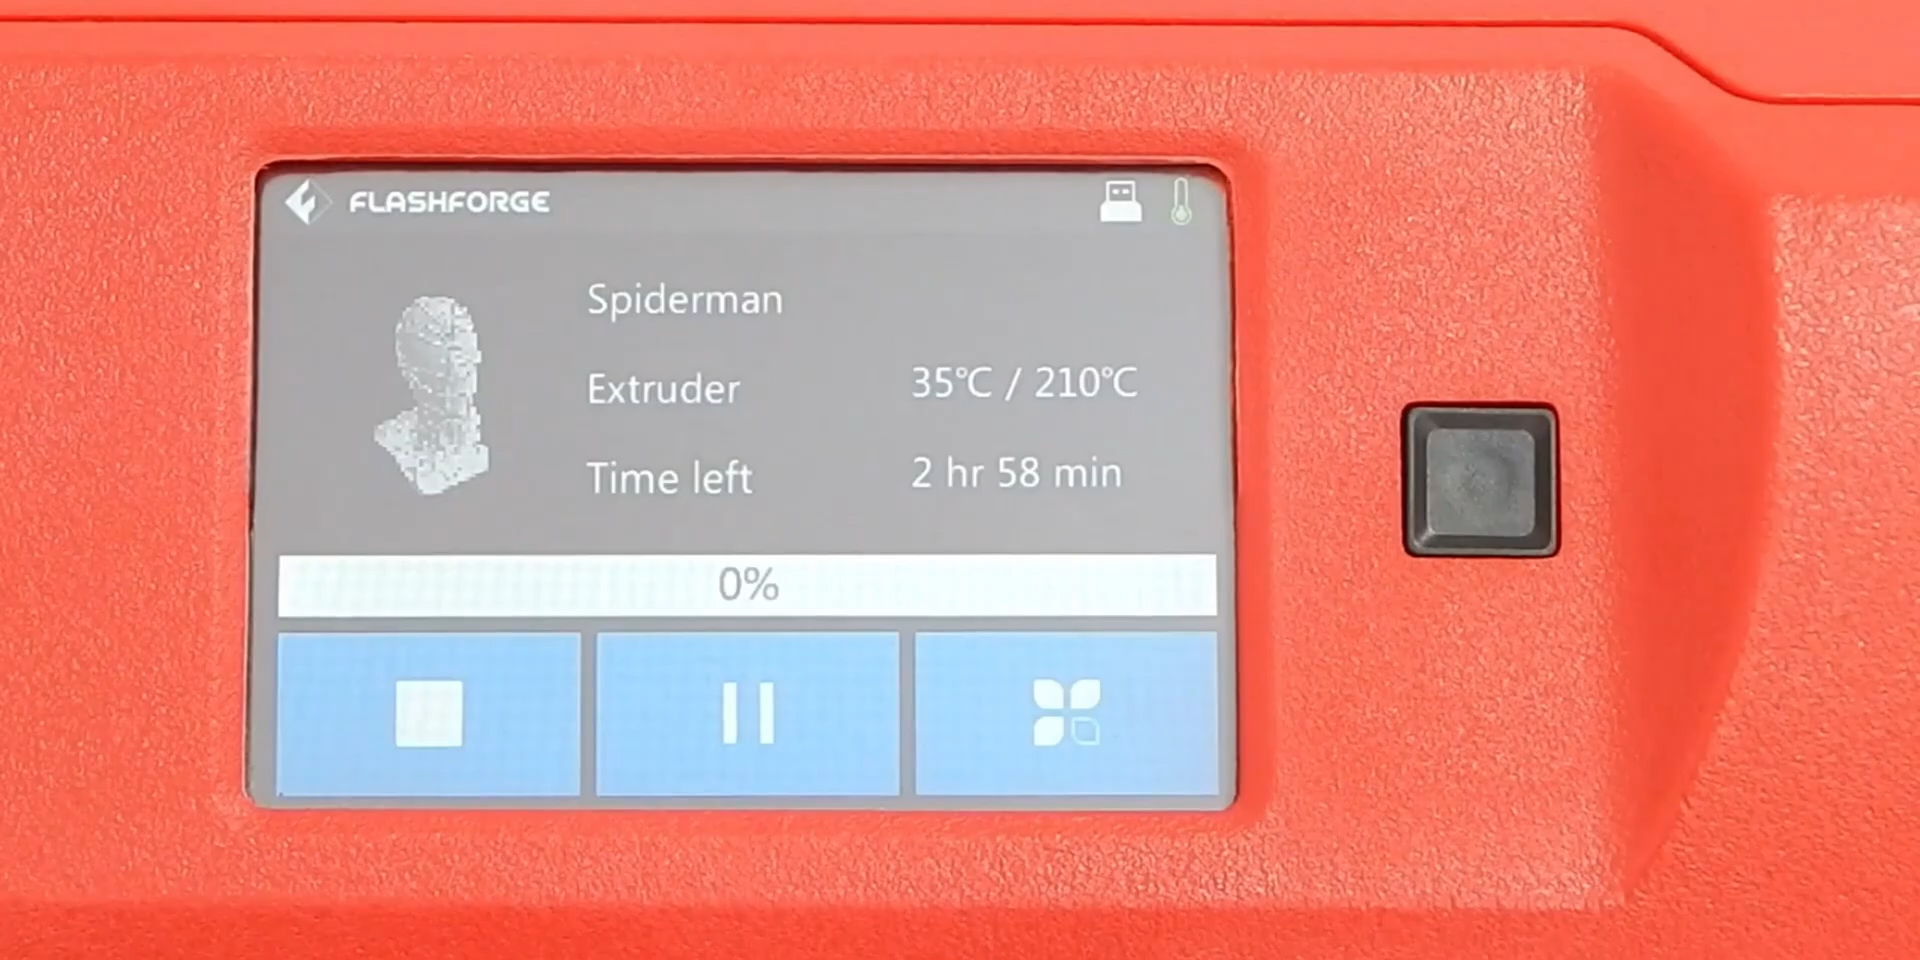 FLASHFORGE
Spiderman
Extruder 35℃ / 210℃
Time left 2 hr 58 min
0%